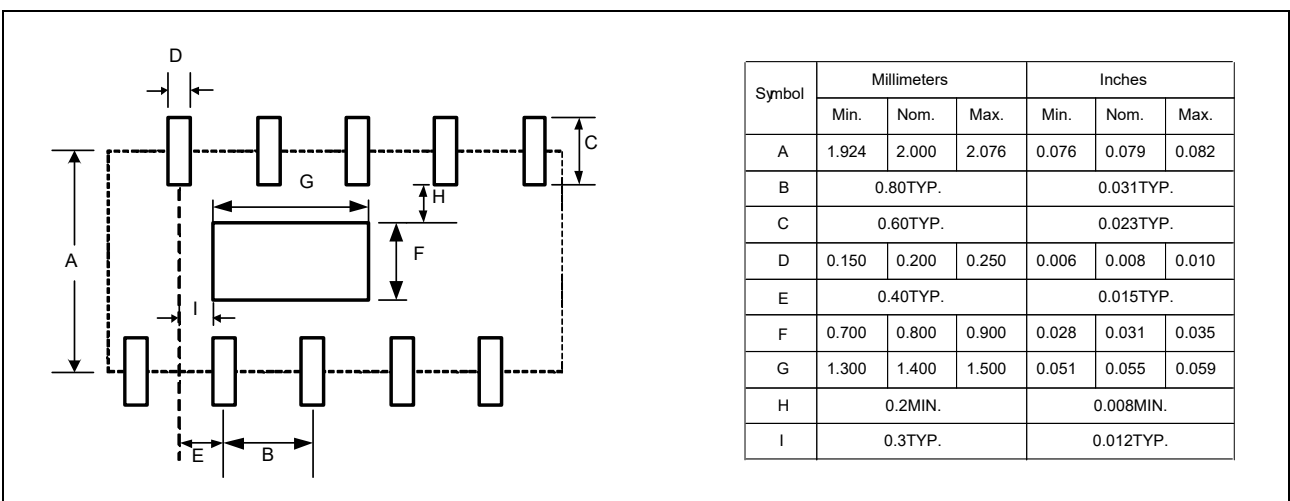 D
C
G
H
A
F
I
E
B
Symbol Millimeters Inches
Min. Nom. Max. Min. Nom. Max.
A 1.924 2.000 2.076 0.076 0.079 0.082
B 0.80TYP. 0.031TYP.
C 0.60TYP. 0.023TYP.
D 0.150 0.200 0.250 0.006 0.008 0.010
E 0.40TYP. 0.015TYP.
F 0.700 0.800 0.900 0.028 0.031 0.035
G 1.300 1.400 1.500 0.051 0.055 0.059
H 0.2MIN. 0.008MIN.
I 0.3TYP. 0.012TYP.